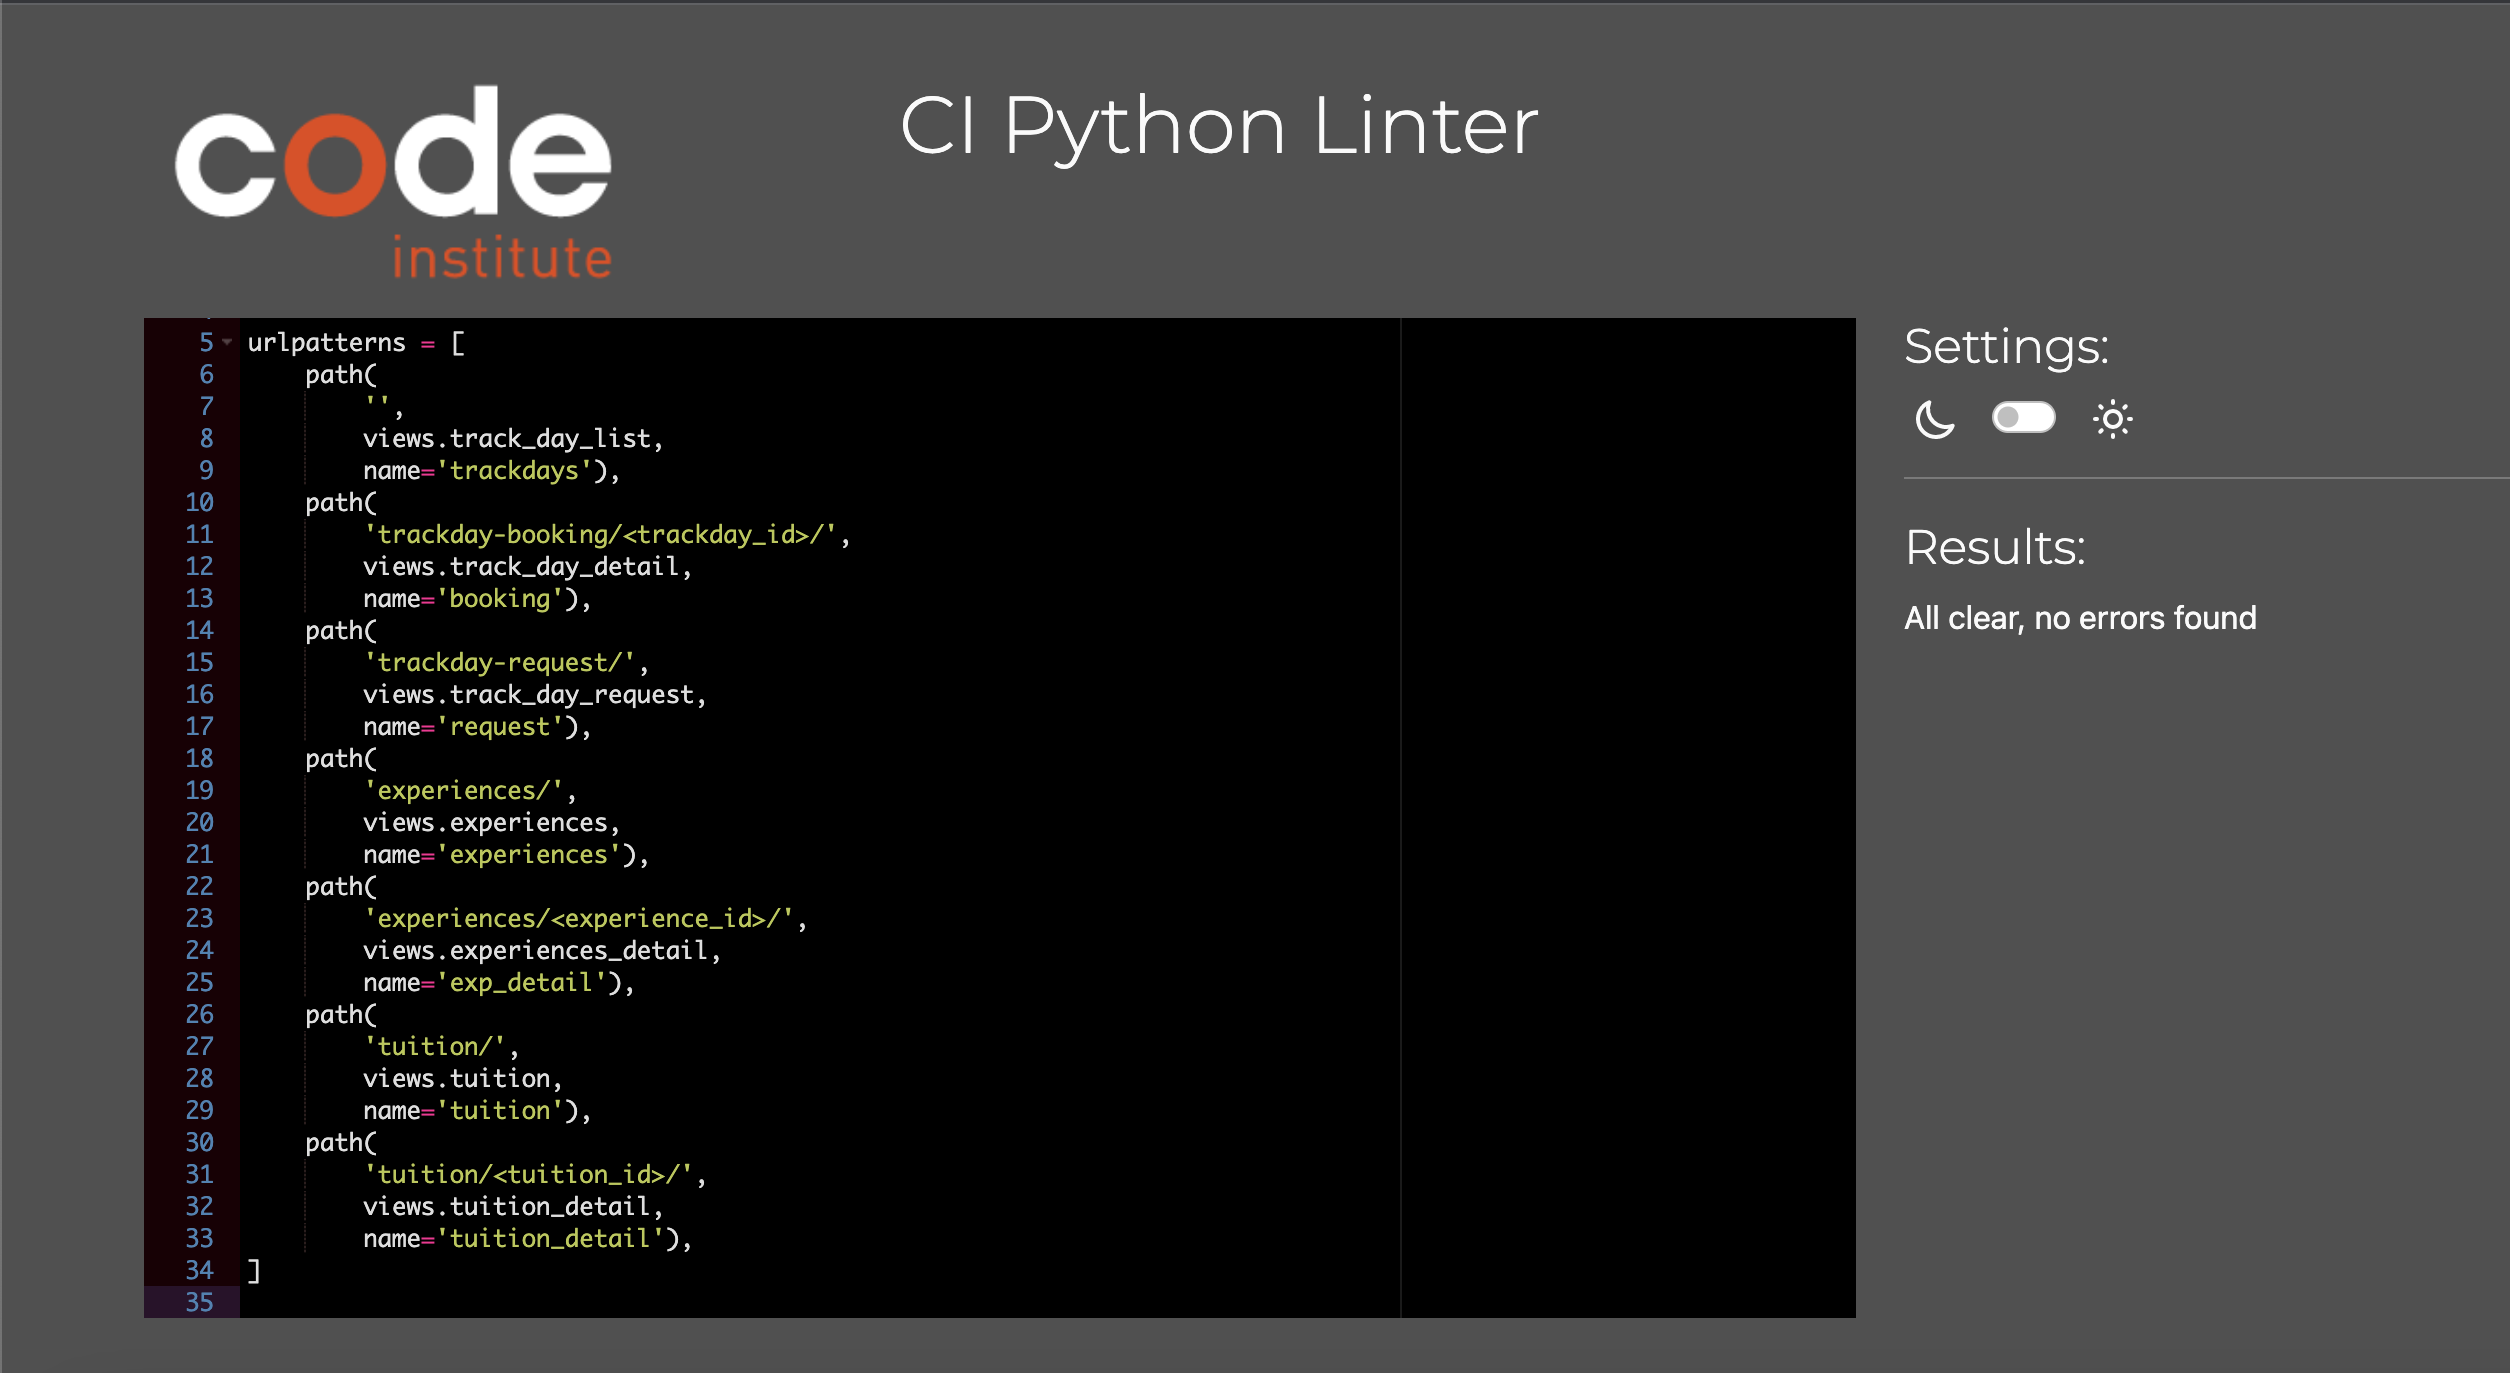 code
institute
CI Python Linter
5 urlpatterns = [
6     path(
7         '',
8         views.track_day_list,
9         name='trackdays'),
10     path(
11         'trackday-booking/<trackday_id>/',
12         views.track_day_detail,
13         name='booking'),
14     path(
15         'trackday-request/',
16         views.track_day_request,
17         name='request'),
18     path(
19         'experiences/',
20         views.experiences,
21         name='experiences'),
22     path(
23         'experiences/<experience_id>/',
24         views.experiences_detail,
25         name='exp_detail'),
26     path(
27         'tuition/',
28         views.tuition,
29         name='tuition'),
30     path(
31         'tuition/<tuition_id>/',
32         views.tuition_detail,
33         name='tuition_detail'),
34 ]
35
Settings:
Results:
All clear, no errors found